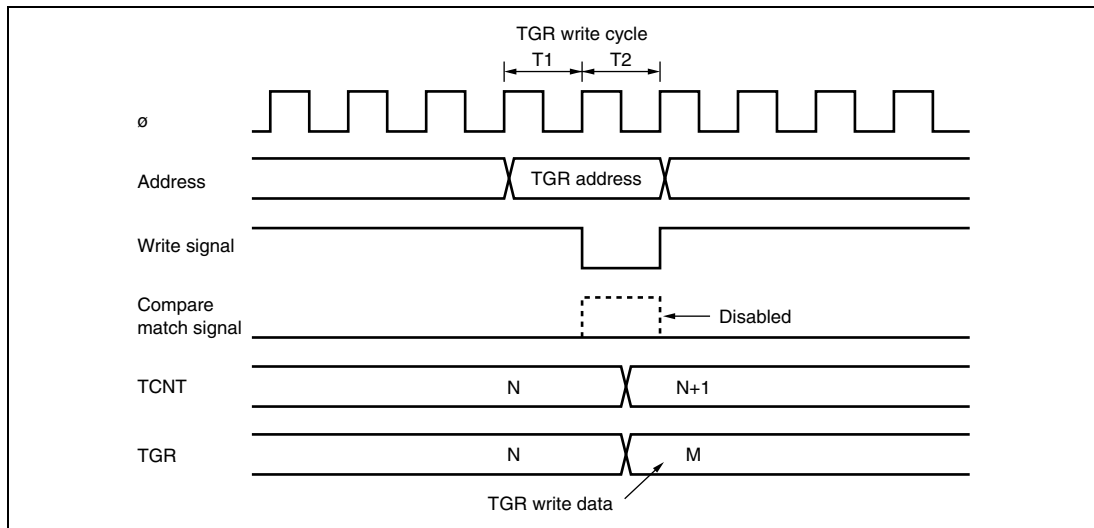 TGR write cycle
T1 T2
ø
Address TGR address
Write signal
Compare
match signal Disabled
TCNT N N+1
TGR N M
TGR write data